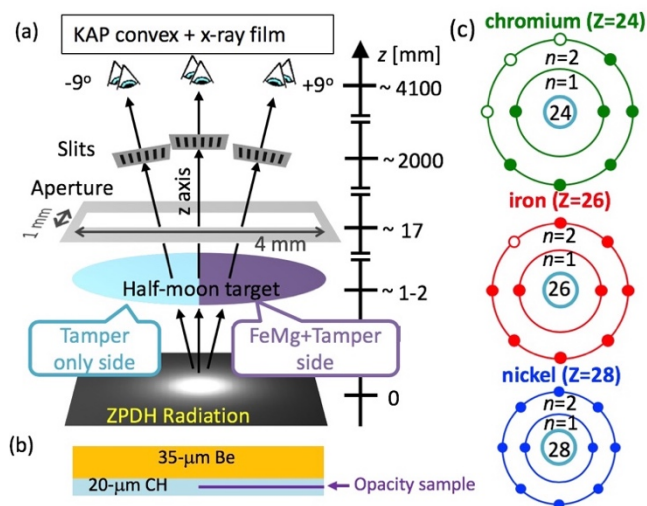 (a)
KAP convex + x-ray film
-9°
+9°
Slits
Aperture
1 mm
4 mm
z axis
Half-moon target
Tamper
only side
FeMg+Tamper
side
ZPDH Radiation
z [mm]
~ 4100
~ 2000
~ 17
~ 1-2
0
(b)
35-μm Be
20-μm CH
Opacity sample
(c)
chromium (Z=24)
n=2
n=1
24
iron (Z=26)
n=2
n=1
26
nickel (Z=28)
n=2
n=1
28